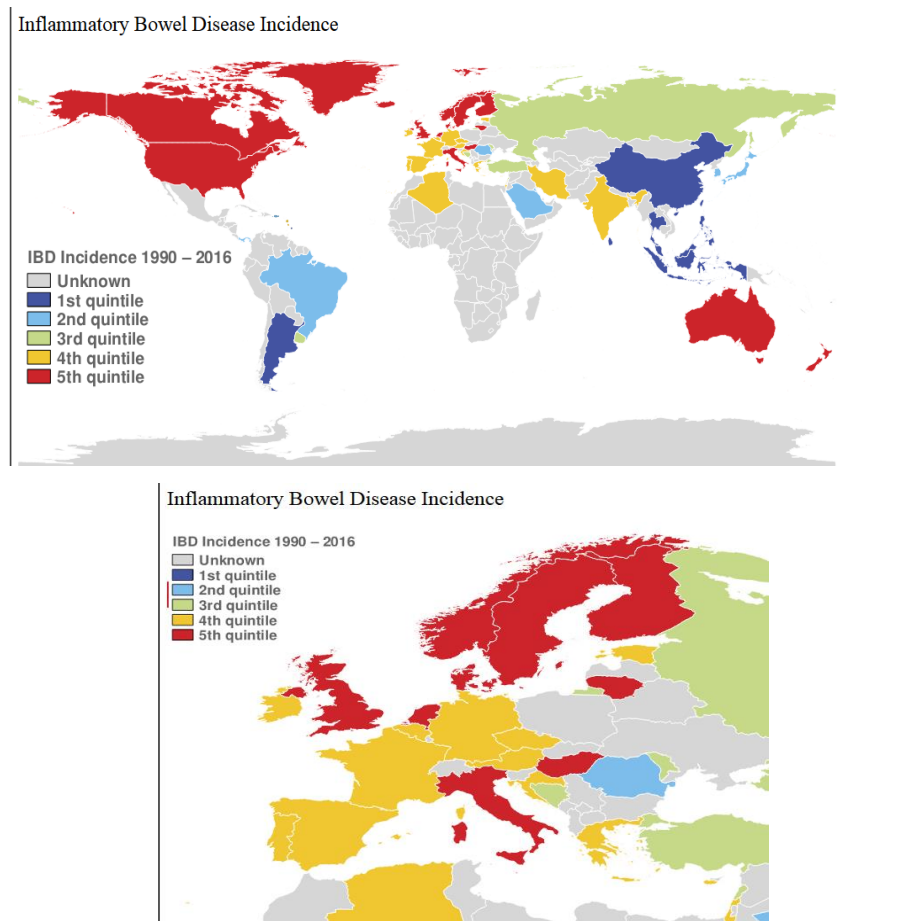 Inflammatory Bowel Disease Incidence
IBD Incidence 1990 – 2016
Unknown
1st quintile
2nd quintile
3rd quintile
4th quintile
5th quintile
Inflammatory Bowel Disease Incidence
IBD Incidence 1990 – 2016
Unknown
1st quintile
2nd quintile
3rd quintile
4th quintile
5th quintile